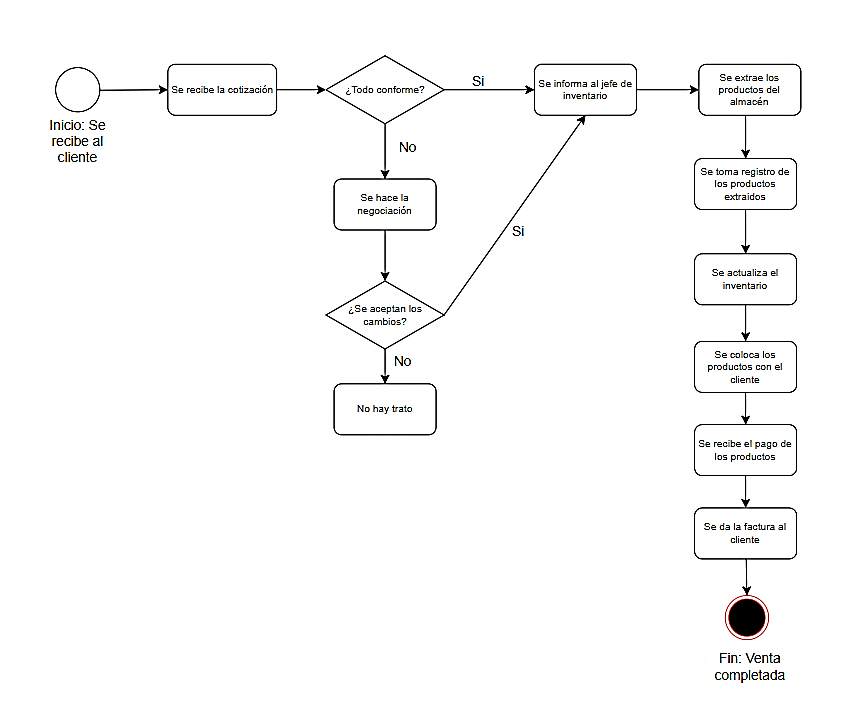 Inicio: Se
recibe al
cliente
Se recibe la cotización
¿Todo conforme?
Si
No
Se hace la
negociación
¿Se aceptan los
cambios?
Si
No
No hay trato
Se informa al jefe de
inventario
Se extrae los
productos del
almacén
Se toma registro de
los productos
extraidos
Se actualiza el
inventario
Se coloca los
productos con el
cliente
Se recibe el pago de
los productos
Se da la factura al
cliente
Fin: Venta
completada